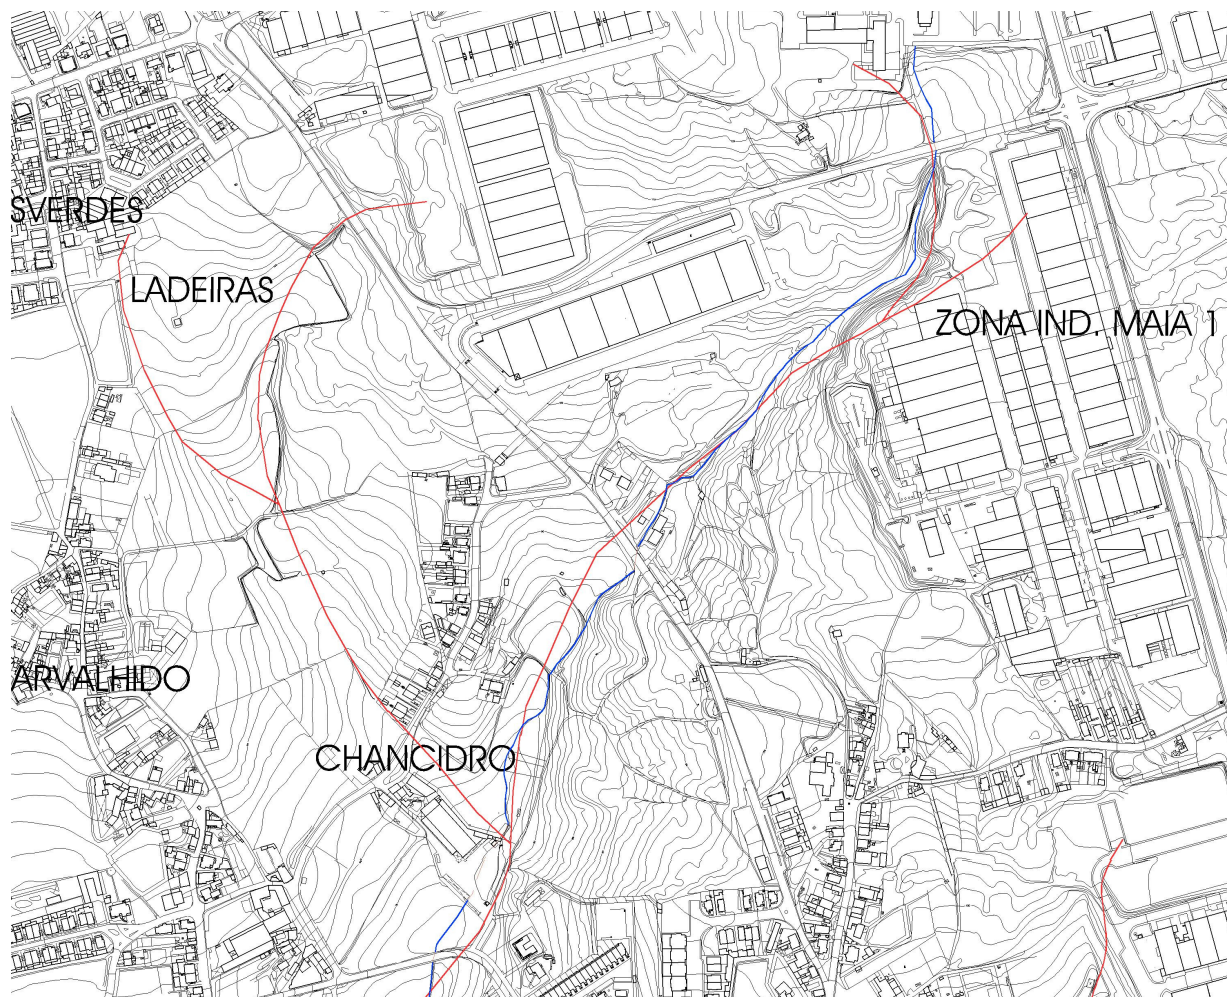 SVERDES
LADEIRAS
ZONA IND. MAIA 1
ARVALHIDO
CHANCIDRO